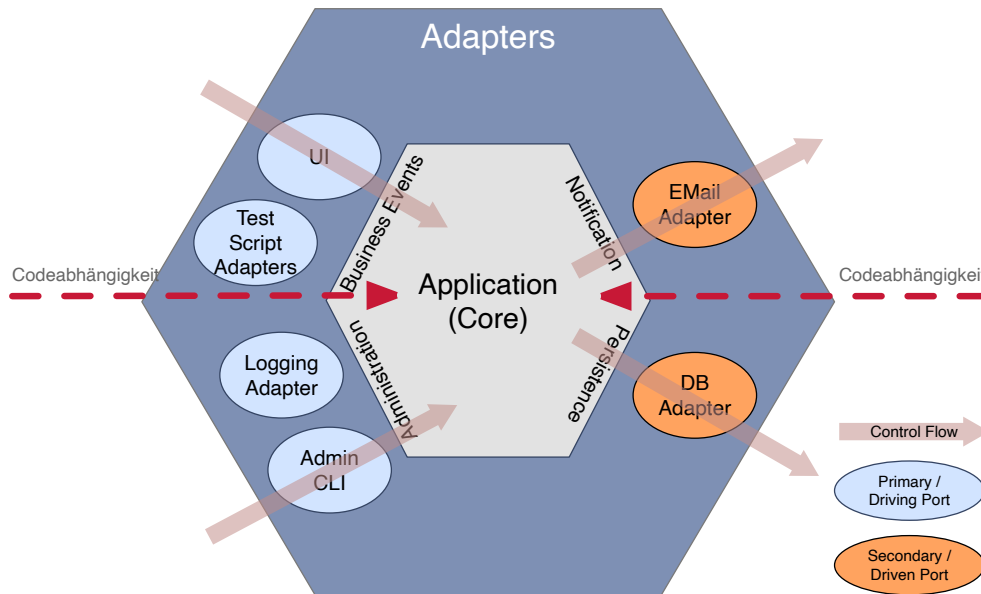 Adapters
UI
Test
Script
Adapters
Business Events
Notification
EMail
Adapter
Codeabhängigkeit
Codeabhängigkeit
Application
(Core)
Logging
Adapter
Administration
Persistence
DB
Adapter
Admin
CLI
Control Flow
Primary /
Driving Port
Secondary /
Driven Port